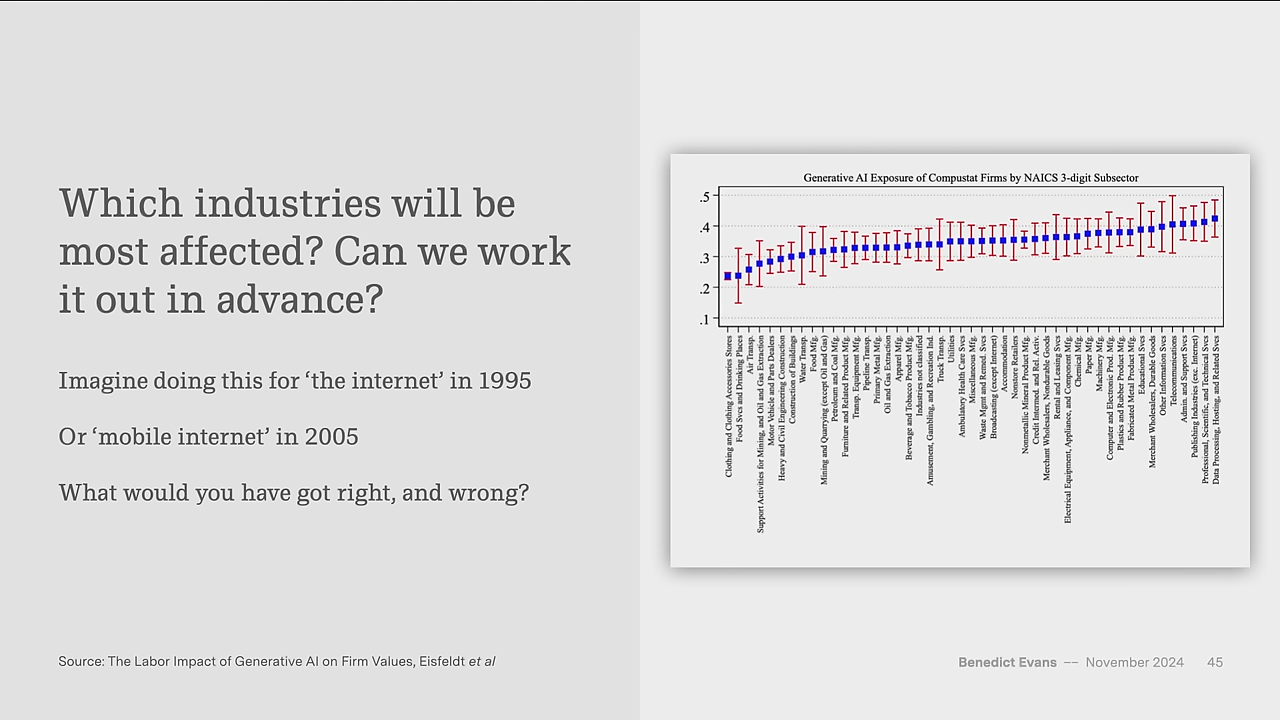 Which industries will be
most affected? Can we work
it out in advance?
Imagine doing this for ‘the internet’ in 1995
Or ‘mobile internet’ in 2005
What would you have got right, and wrong?
Source: The Labor Impact of Generative AI on Firm Values, Eisfeldt et al
Generative AI Exposure of Compustat Firms by NAICS 3-digit Subsector
.5
.4
.3
.2
.1
Clothing and Clothing Accessories Stores
Food Svcs and Drinking Places
Air Transp.
Support Activities for Mining, and Oil and Gas Extraction
Motor Vehicle and Parts Dealers
Heavy and Civil Engineering Construction
Construction of Buildings
Water Transp.
Food Mfg.
Mining and Quarrying (except Oil and Gas)
Petroleum and Coal Mfg.
Furniture and Related Product Mfg.
Transp. Equipment Mfg.
Pipeline Transp.
Primary Metal Mfg.
Oil and Gas Extraction
Apparel Mfg.
Beverage and Tobacco Product Mfg.
Industries not classified
Amusement, Gambling, and Recreation Ind.
Truck Transp.
Utilities
Ambulatory Health Care Svcs
Miscellaneous Mfg.
Waste Mgmt and Remed. Svcs
Broadcasting (except Internet)
Accommodation
Nonstore Retailers
Nonmetallic Mineral Product Mfg.
Credit Intermed. and Rel. Activ.
Merchant Wholesalers, Nondurable Goods
Rental and Leasing Svcs
Electrical Equipment, Appliance, and Component Mfg.
Chemical Mfg.
Paper Mfg.
Machinery Mfg.
Computer and Electronic Prod. Mfg.
Plastics and Rubber Product Mfg.
Fabricated Metal Product Mfg.
Educational Svcs
Merchant Wholesalers, Durable Goods
Other Information Svcs
Telecommunications
Admin. and Support Svcs
Publishing Industries (exc. Internet)
Professional, Scientific, and Technical Svcs
Data Processing, Hosting, and Related Svcs
Benedict Evans –– November 2024 45